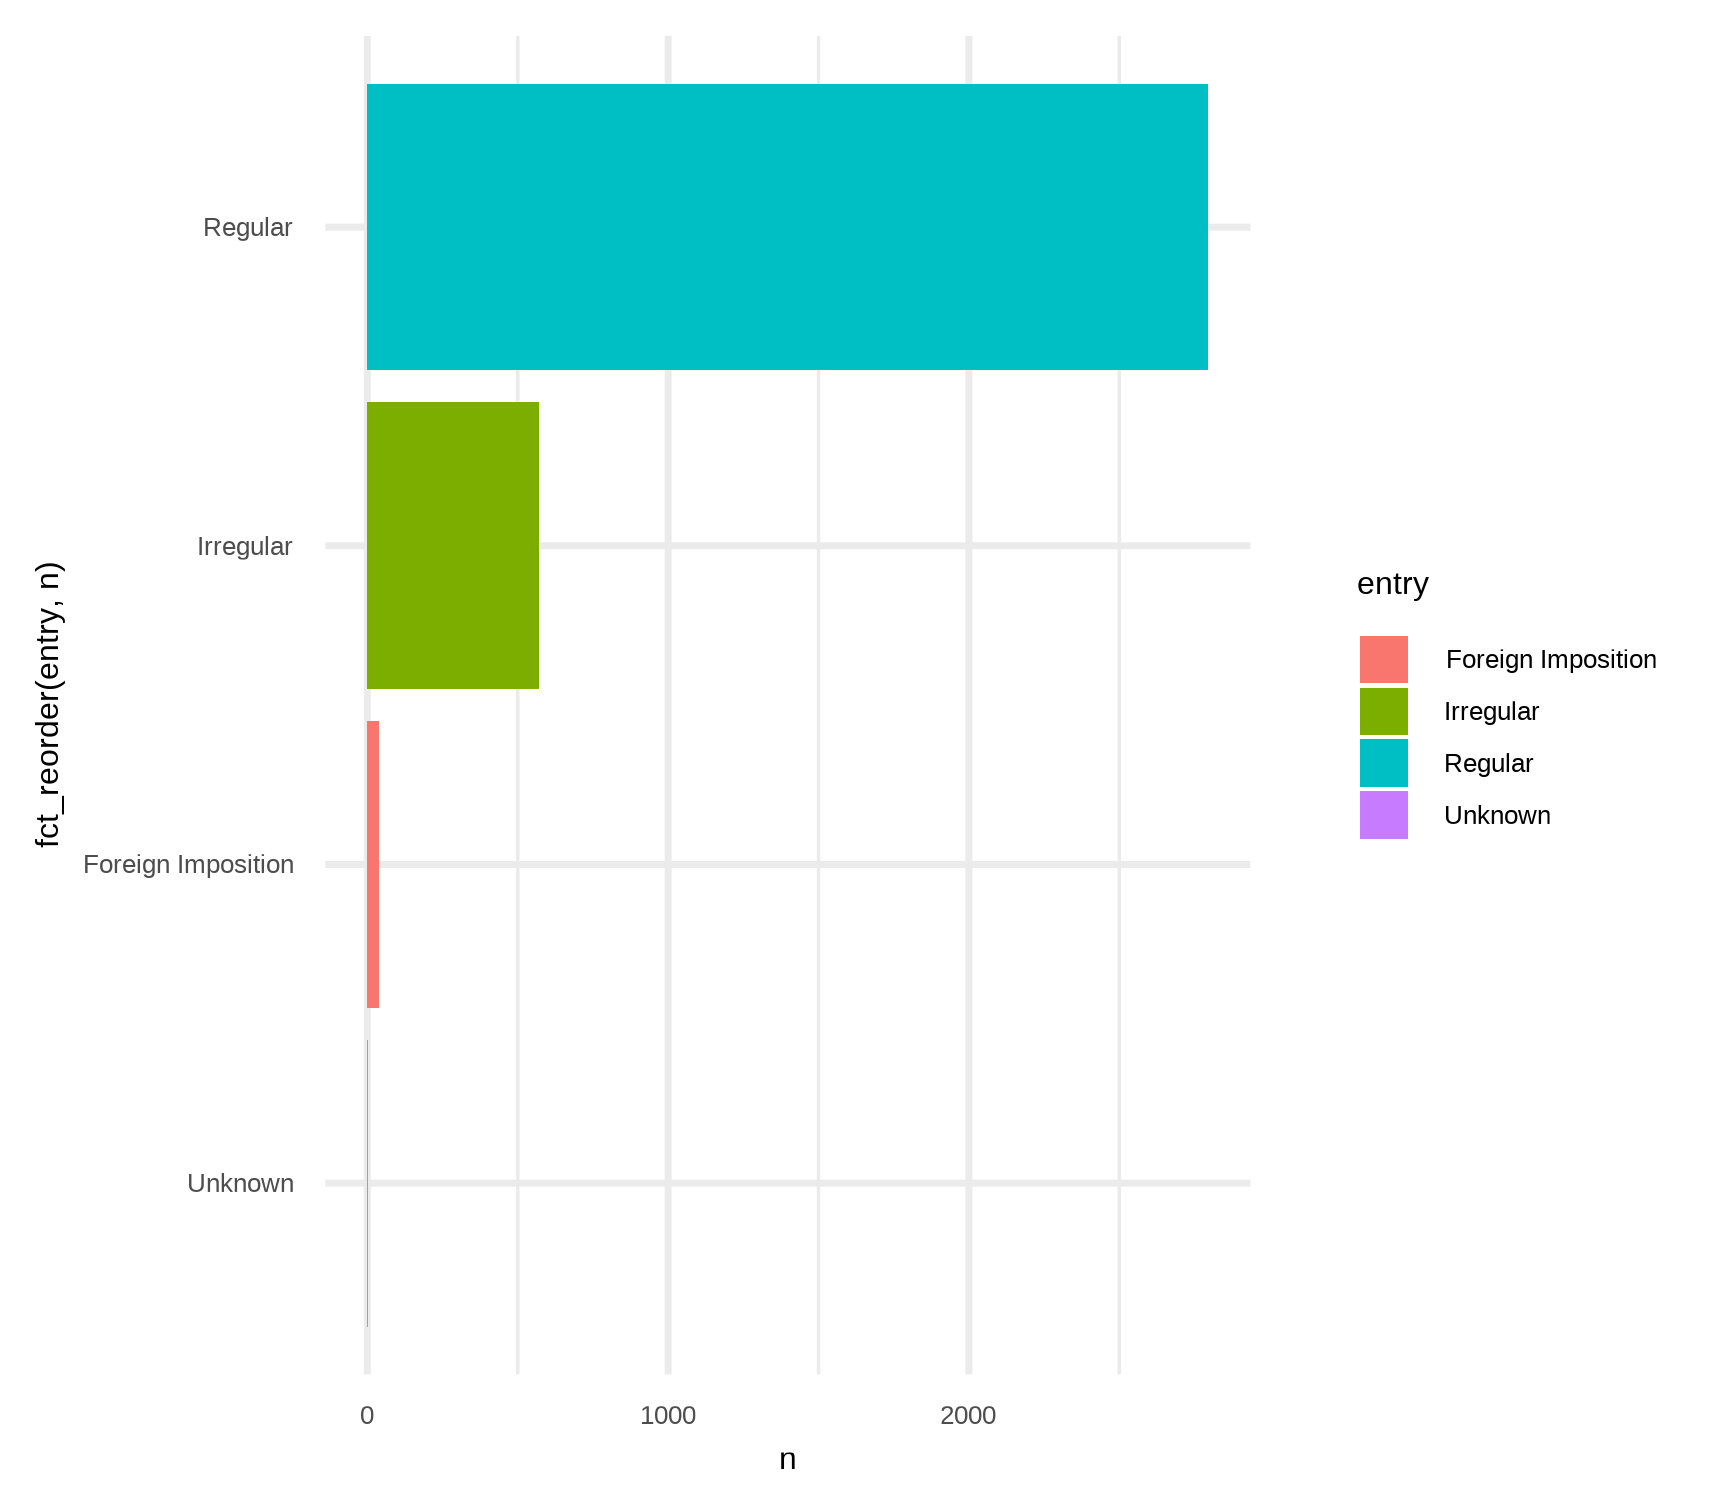 Regular
Irregular
Foreign Imposition
Unknown
fct_reorder(entry, n)
0 1000 2000
n
entry
Foreign Imposition
Irregular
Regular
Unknown